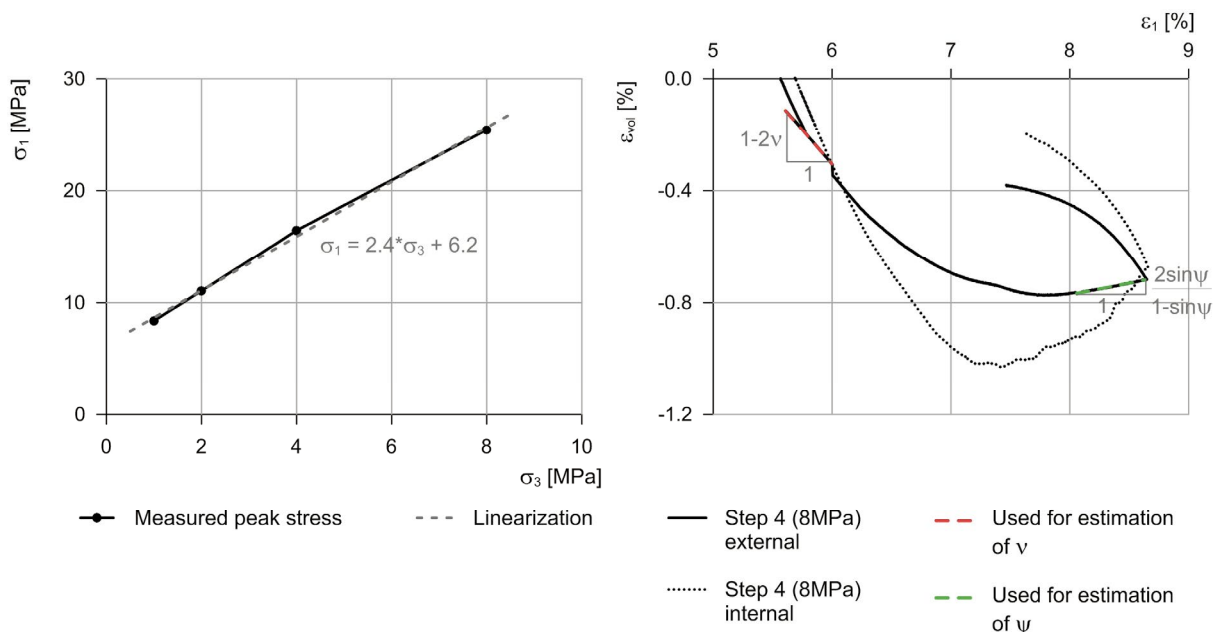 σ₁ [MPa]
30
20
10
0
σ₁ = 2.4*σ₃ + 6.2
0 2 4 6 8 10
σ₃ [MPa]
Measured peak stress
Linearization
ε₁ [%]
5 6 7 8 9
εvol [%]
0.0
-0.4
-0.8
-1.2
1-2ν
1
2sinψ
1-sinψ
1
Step 4 (8MPa)
external
Used for estimation
of ν
Step 4 (8MPa)
internal
Used for estimation
of ψ